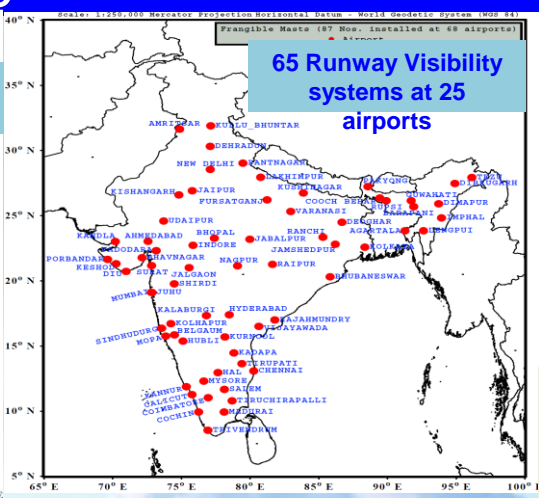 Scale: 1:250,000 Mercator Projection Horizontal Datum - World Geodetic System (WGS 84)
Frangible Masts (87 Nos. installed at 68 airports)
Airport
65 Runway Visibility
systems at 25
airports
40° N
35° N
30° N
25° N
20° N
15° N
10° N
5° N
AMRITSAR
KULLU_BHUNTAR
DEHRADUN
NEW DELHI
PANTNAGAR
LAKHIMPUR
KUSHINAGAR
PAKYONG
TEZU
DIBRUGARH
KISHANGARH
JAIPUR
FURSATGANJ
COOCH BEHAR
RUPSI
GUWAHATI
BARAPANI
DIMAPUR
VARANASI
UDAIPUR
DEOGHAR
IMPHAL
KANDLA
AHMEDABAD
BHOPAL
JABALPUR
RANCHI
AGARTALA
LENGPUI
VADODRA
INDORE
JAMSHEDPUR
KOLKATA
PORBANDAR
KESHOD
BHAVNAGAR
NAGPUR
RAIPUR
DIU
SURAT
JALGAON
SHIRDI
BHUBANESWAR
MUMBAI
JUHU
KALABURGI
HYDERABAD
RAJAHMUNDRY
KOLHAPUR
VIJAYAWADA
SINDHUDURG
BELGAUM
MOPA
HUBLI
KURNOOL
KADAPA
TIRUPATI
HAL
CHENNAI
MYSORE
KANNUR
SALEM
CALICUT
COIMBATORE
TIRUCHIRAPALLI
COCHIN
MADURAI
TRIVENDRUM
65° E
70° E
75° E
80° E
85° E
90° E
95° E
100° E